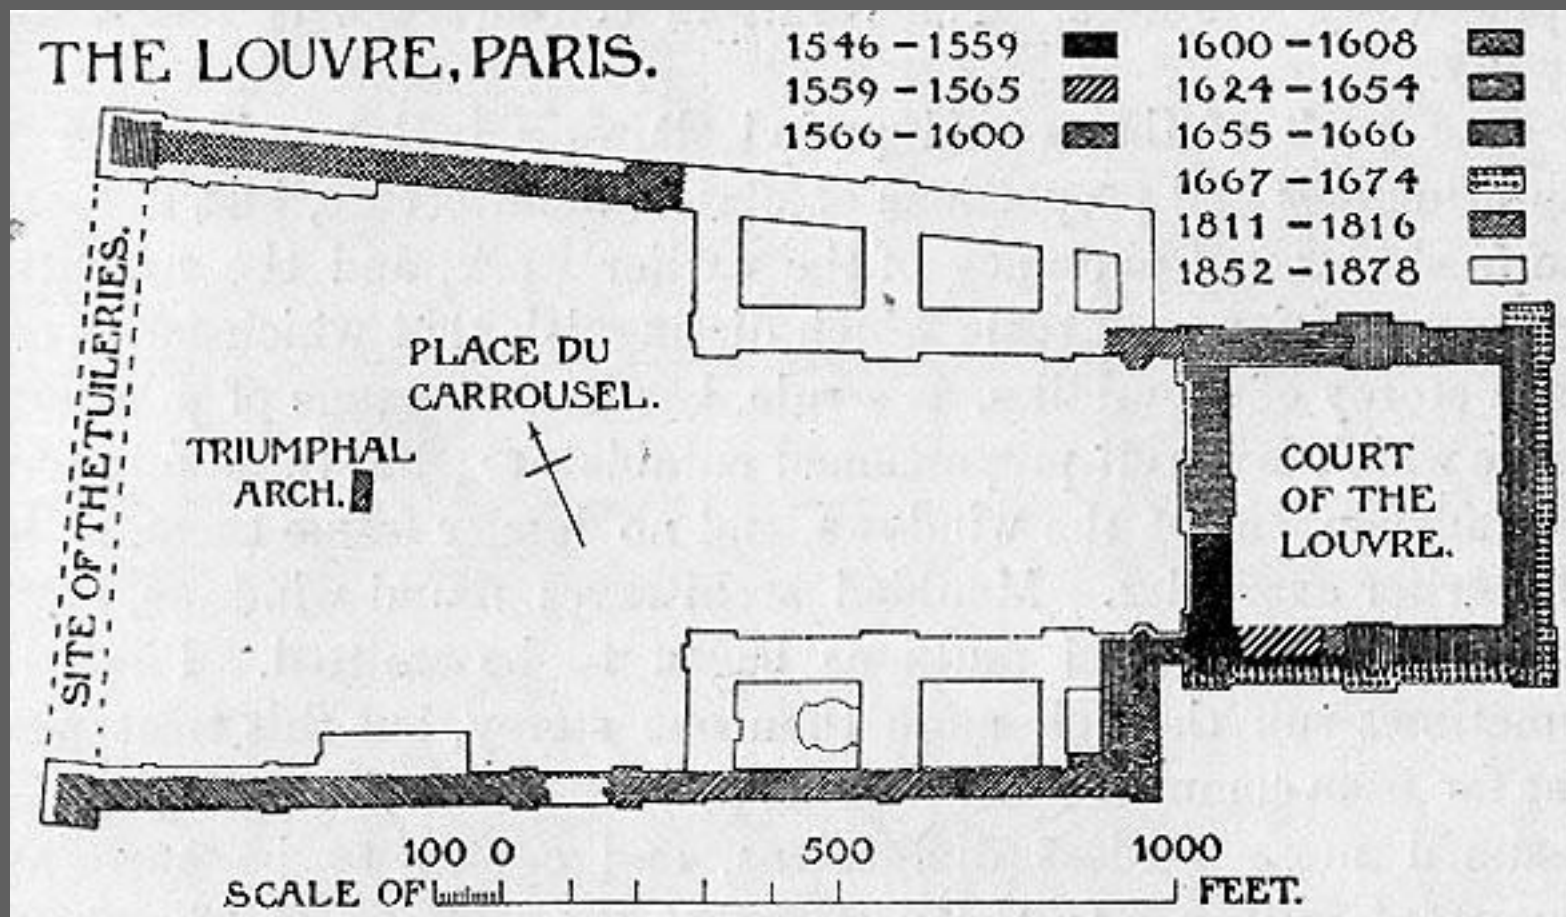 THE LOUVRE, PARIS.
1546 – 1559
1559 – 1565
1566 – 1600
1600 – 1608
1624 – 1654
1655 – 1666
1667 – 1674
1811 – 1816
1852 – 1878
SITE OF THE TUILERIES.
PLACE DU
CARROUSEL.
TRIUMPHAL
ARCH.
COURT
OF THE
LOUVRE.
100 0 500 1000
SCALE OF FEET.